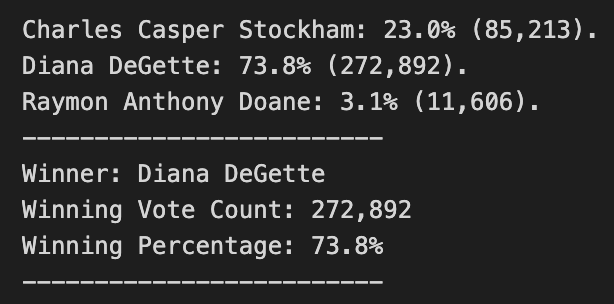 Charles Casper Stockham: 23.0% (85,213).
Diana DeGette: 73.8% (272,892).
Raymon Anthony Doane: 3.1% (11,606).
-------------------------
Winner: Diana DeGette
Winning Vote Count: 272,892
Winning Percentage: 73.8%
-------------------------